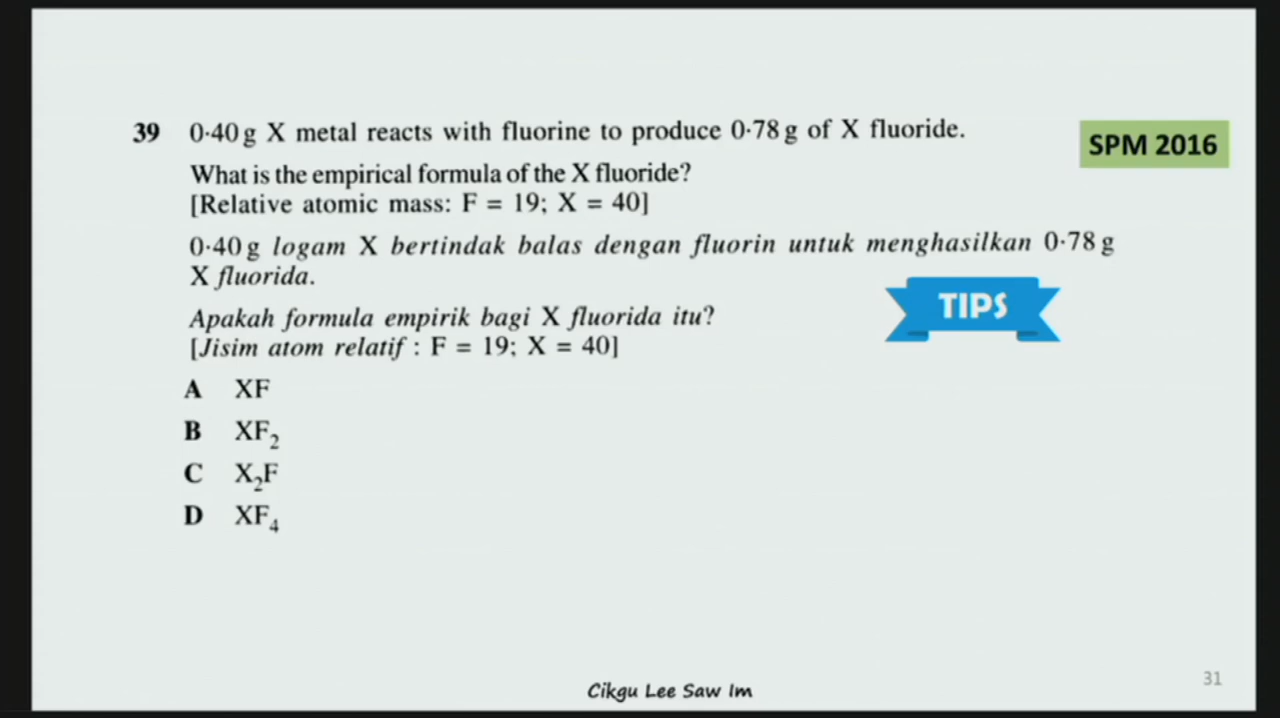 39 0·40 g X metal reacts with fluorine to produce 0·78 g of X fluoride.
SPM 2016
What is the empirical formula of the X fluoride?
[Relative atomic mass: F = 19; X = 40]
0·40 g logam X bertindak balas dengan fluorin untuk menghasilkan 0·78 g
X fluorida.
TIPS
Apakah formula empirik bagi X fluorida itu?
[Jisim atom relatif : F = 19; X = 40]
A XF
B XF₂
C X₂F
D XF₄
31
Cikgu Lee Saw Im